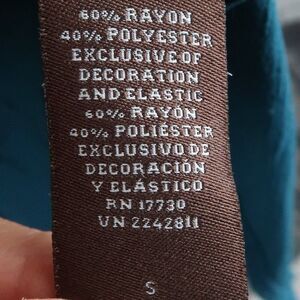 60% RAYON
40% POLYESTER
EXCLUSIVE OF
DECORATION
AND ELASTIC
60% RAYÓN
40% POLIÉSTER
EXCLUSIVO DE
DECORACIÓN
Y ELÁSTICO
RN 17730
VN 2242811
S